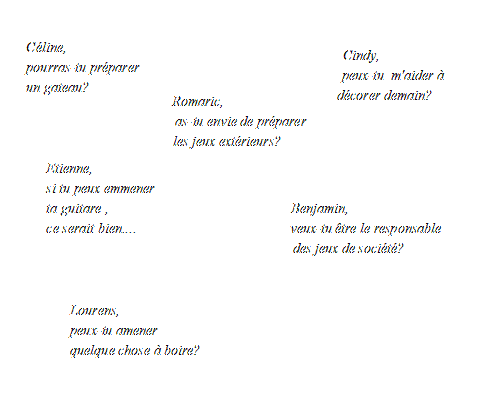 Céline,
pourras-tu préparer
un gateau?
Cindy,
peux-tu m'aider à
décorer demain?
Romaric,
as-tu envie de préparer
les jeux extérieurs?
Etienne,
si tu peux emmener
ta guitare ,
ce serait bien....
Benjamin,
veux-tu être le responsable
des jeux de société?
Lourens,
peux-tu amener
quelque chose à boire?